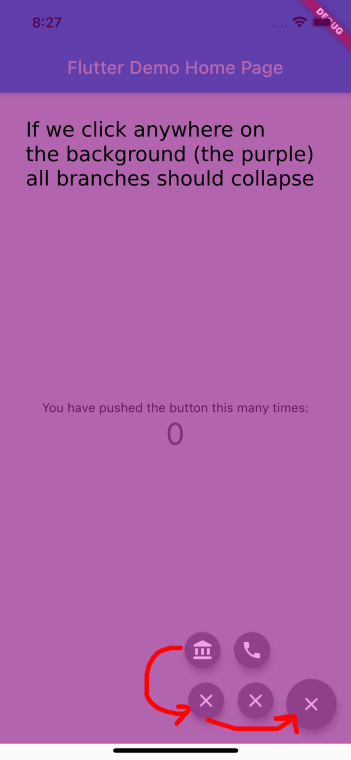 8:27
DEBUG
Flutter Demo Home Page
If we click anywhere on
the background (the purple)
all branches should collapse
You have pushed the button this many times:
0